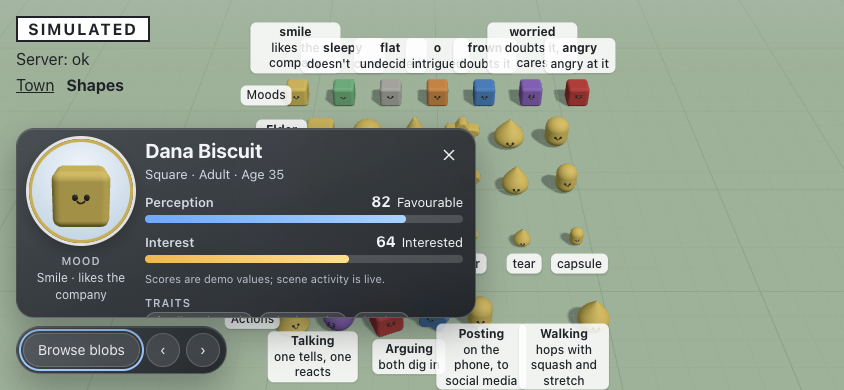 SIMULATED
Server: ok
Town Shapes
smile
likes the
comp
sleepy
doesn't
flat
undecid
o
intrigue
frown
doubts it
worried
doubts it,
cares
angry
angry at it
Moods
Elder
Dana Biscuit
Square · Adult · Age 35
Perception 82 Favourable
Interest 64 Interested
Scores are demo values; scene activity is live.
TRAITS
MOOD
Smile · likes the
company
tear
capsule
Actions
Browse blobs
Talking
one tells, one
reacts
Arguing
both dig in
Posting
on the
phone, to
social media
Walking
hops with
squash and
stretch